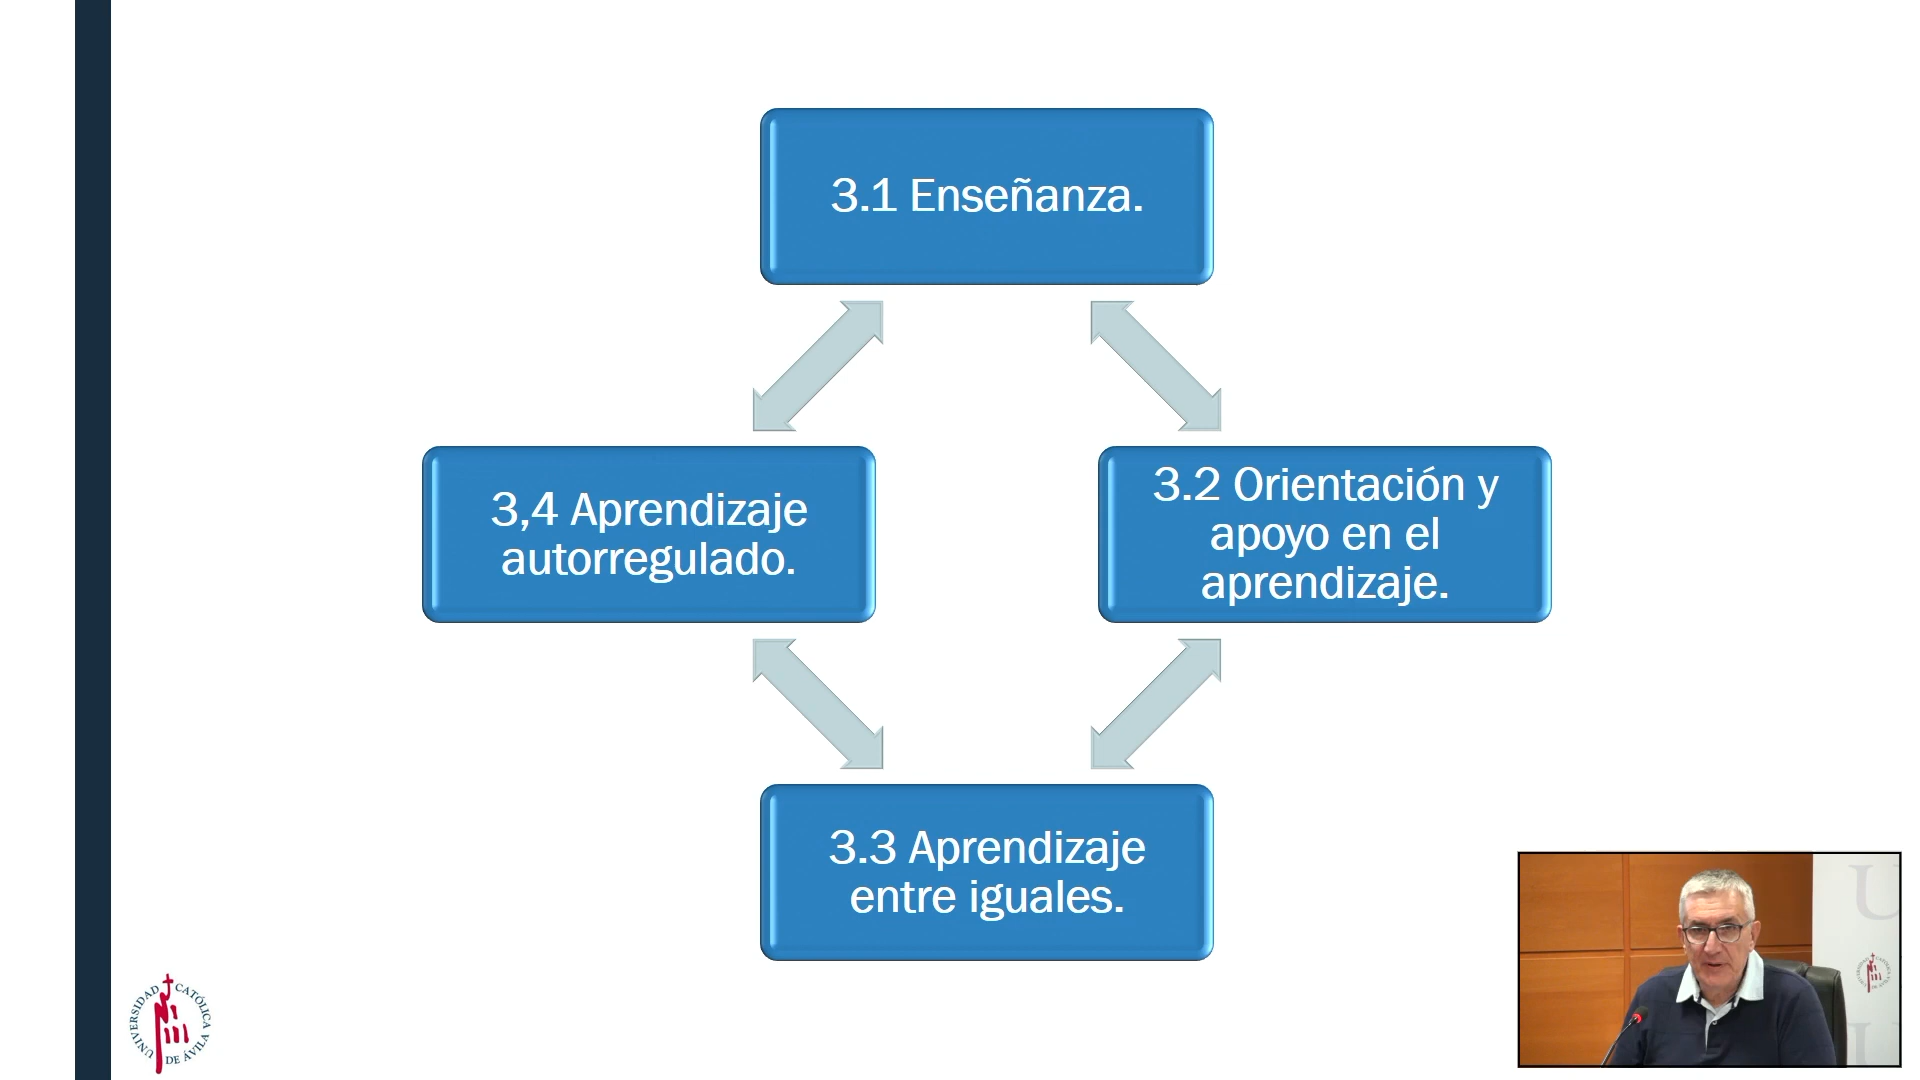 3.1 Enseñanza.
3,4 Aprendizaje
autorregulado.
3.2 Orientación y
apoyo en el
aprendizaje.
3.3 Aprendizaje
entre iguales.
UNIVERSIDAD CATÓLICA
DE ÁVILA
U
U